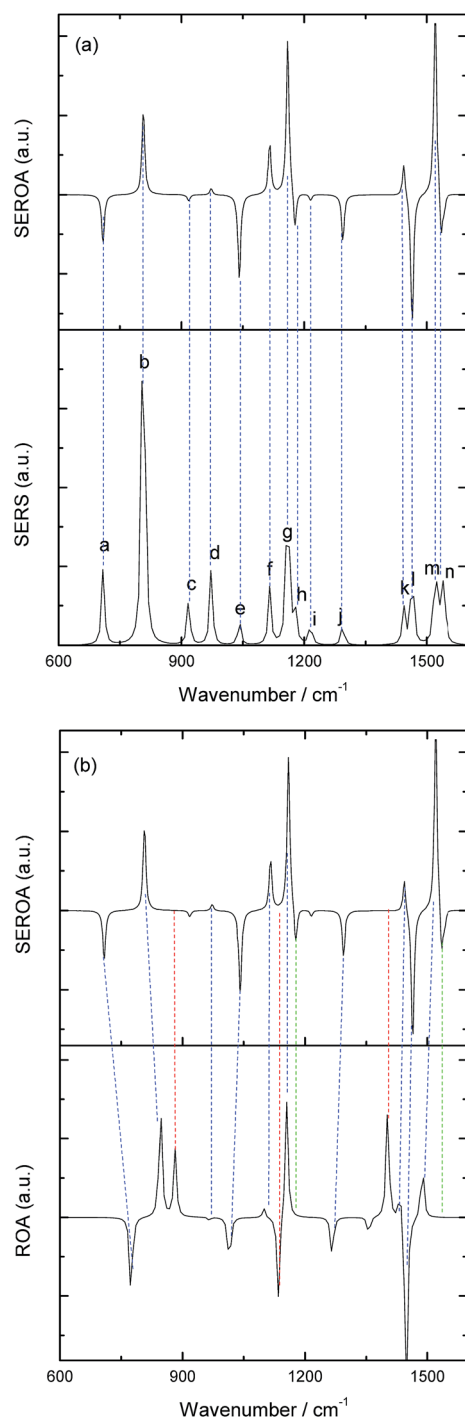 (a)
SEROA (a.u.)
SERS (a.u.)
a
b
c
d
e
f
g
h
i
j
k
l
m
n
600 900 1200 1500
Wavenumber / cm⁻¹
(b)
SEROA (a.u.)
ROA (a.u.)
600 900 1200 1500
Wavenumber / cm⁻¹